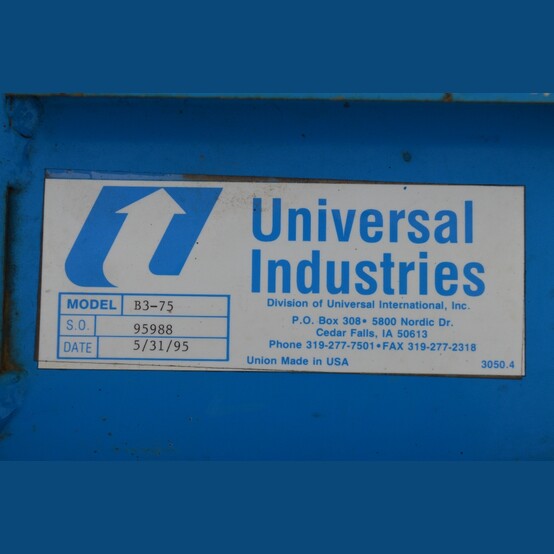 Universal
Industries
Division of Universal International, Inc.
P.O. Box 308• 5800 Nordic Dr.
Cedar Falls, IA 50613
Phone 319-277-7501•FAX 319-277-2318
Union Made in USA
3050.4
MODEL B3-75
S.O. 95988
DATE 5/31/95